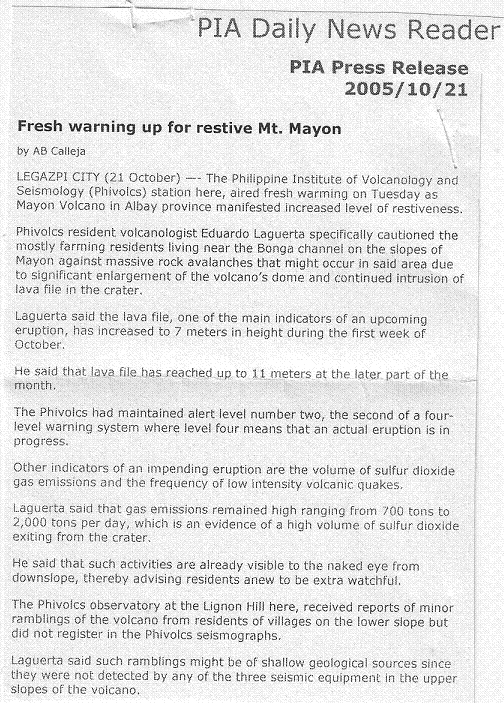 PIA Daily News Reader
PIA Press Release
2005/10/21
Fresh warning up for restive Mt. Mayon
by AB Calleja
LEGAZPI CITY (21 October) –- The Philippine Institute of Volcanology and
Seismology (Phivolcs) station here, aired fresh warming on Tuesday as
Mayon Volcano in Albay province manifested increased level of restiveness.
Phivolcs resident volcanologist Eduardo Laguerta specifically cautioned the
mostly farming residents living near the Bonga channel on the slopes of
Mayon against massive rock avalanches that might occur in said area due
to significant enlargement of the volcano's dome and continued intrusion of
lava file in the crater.
Laguerta said the lava file, one of the main indicators of an upcoming
eruption, has increased to 7 meters in height during the first week of
October.
He said that lava file has reached up to 11 meters at the later part of the
month.
The Phivolcs had maintained alert level number two, the second of a four-
level warning system where level four means that an actual eruption is in
progress.
Other indicators of an impending eruption are the volume of sulfur dioxide
gas emissions and the frequency of low intensity volcanic quakes.
Laguerta said that gas emissions remained high ranging from 700 tons to
2,000 tons per day, which is an evidence of a high volume of sulfur dioxide
exiting from the crater.
He said that such activities are already visible to the naked eye from
downslope, thereby advising residents anew to be extra watchful.
The Phivolcs observatory at the Lignon Hill here, received reports of minor
ramblings of the volcano from residents of villages on the lower slope but
did not register in the Phivolcs seismographs.
Laguerta said such ramblings might be of shallow geological sources since
they were not detected by any of the three seismic equipment in the upper
slopes of the volcano.